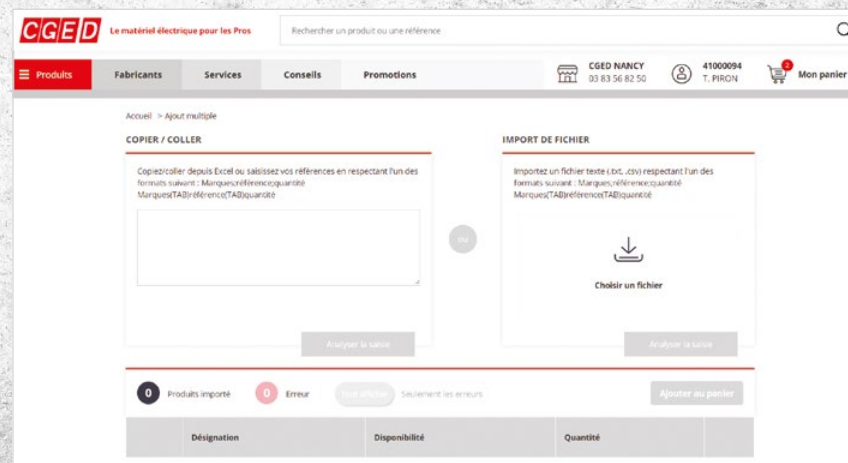 CGED Le matériel électrique pour les Pros
Rechercher un produit ou une référence
Produits Fabricants Services Conseils Promotions
CGED NANCY
03 83 56 82 50
41000094
T. PIRON
2
Mon panier
Accueil > Ajout multiple
COPIER / COLLER
Copiez/coller depuis Excel ou saisissez vos références en respectant l'un des
formats suivant : Marques;référence;quantité
Marques(TAB)référence(TAB)quantité
Analyser la saisie
ou
IMPORT DE FICHIER
Importez un fichier texte (.txt, .csv) respectant l'un des
formats suivant : Marques;référence;quantité
Marques(TAB)référence(TAB)quantité
Choisir un fichier
Analyser la saisie
0 Produits importé 0 Erreur Tout afficher Seulement les erreurs Ajouter au panier
Désignation Disponibilité Quantité